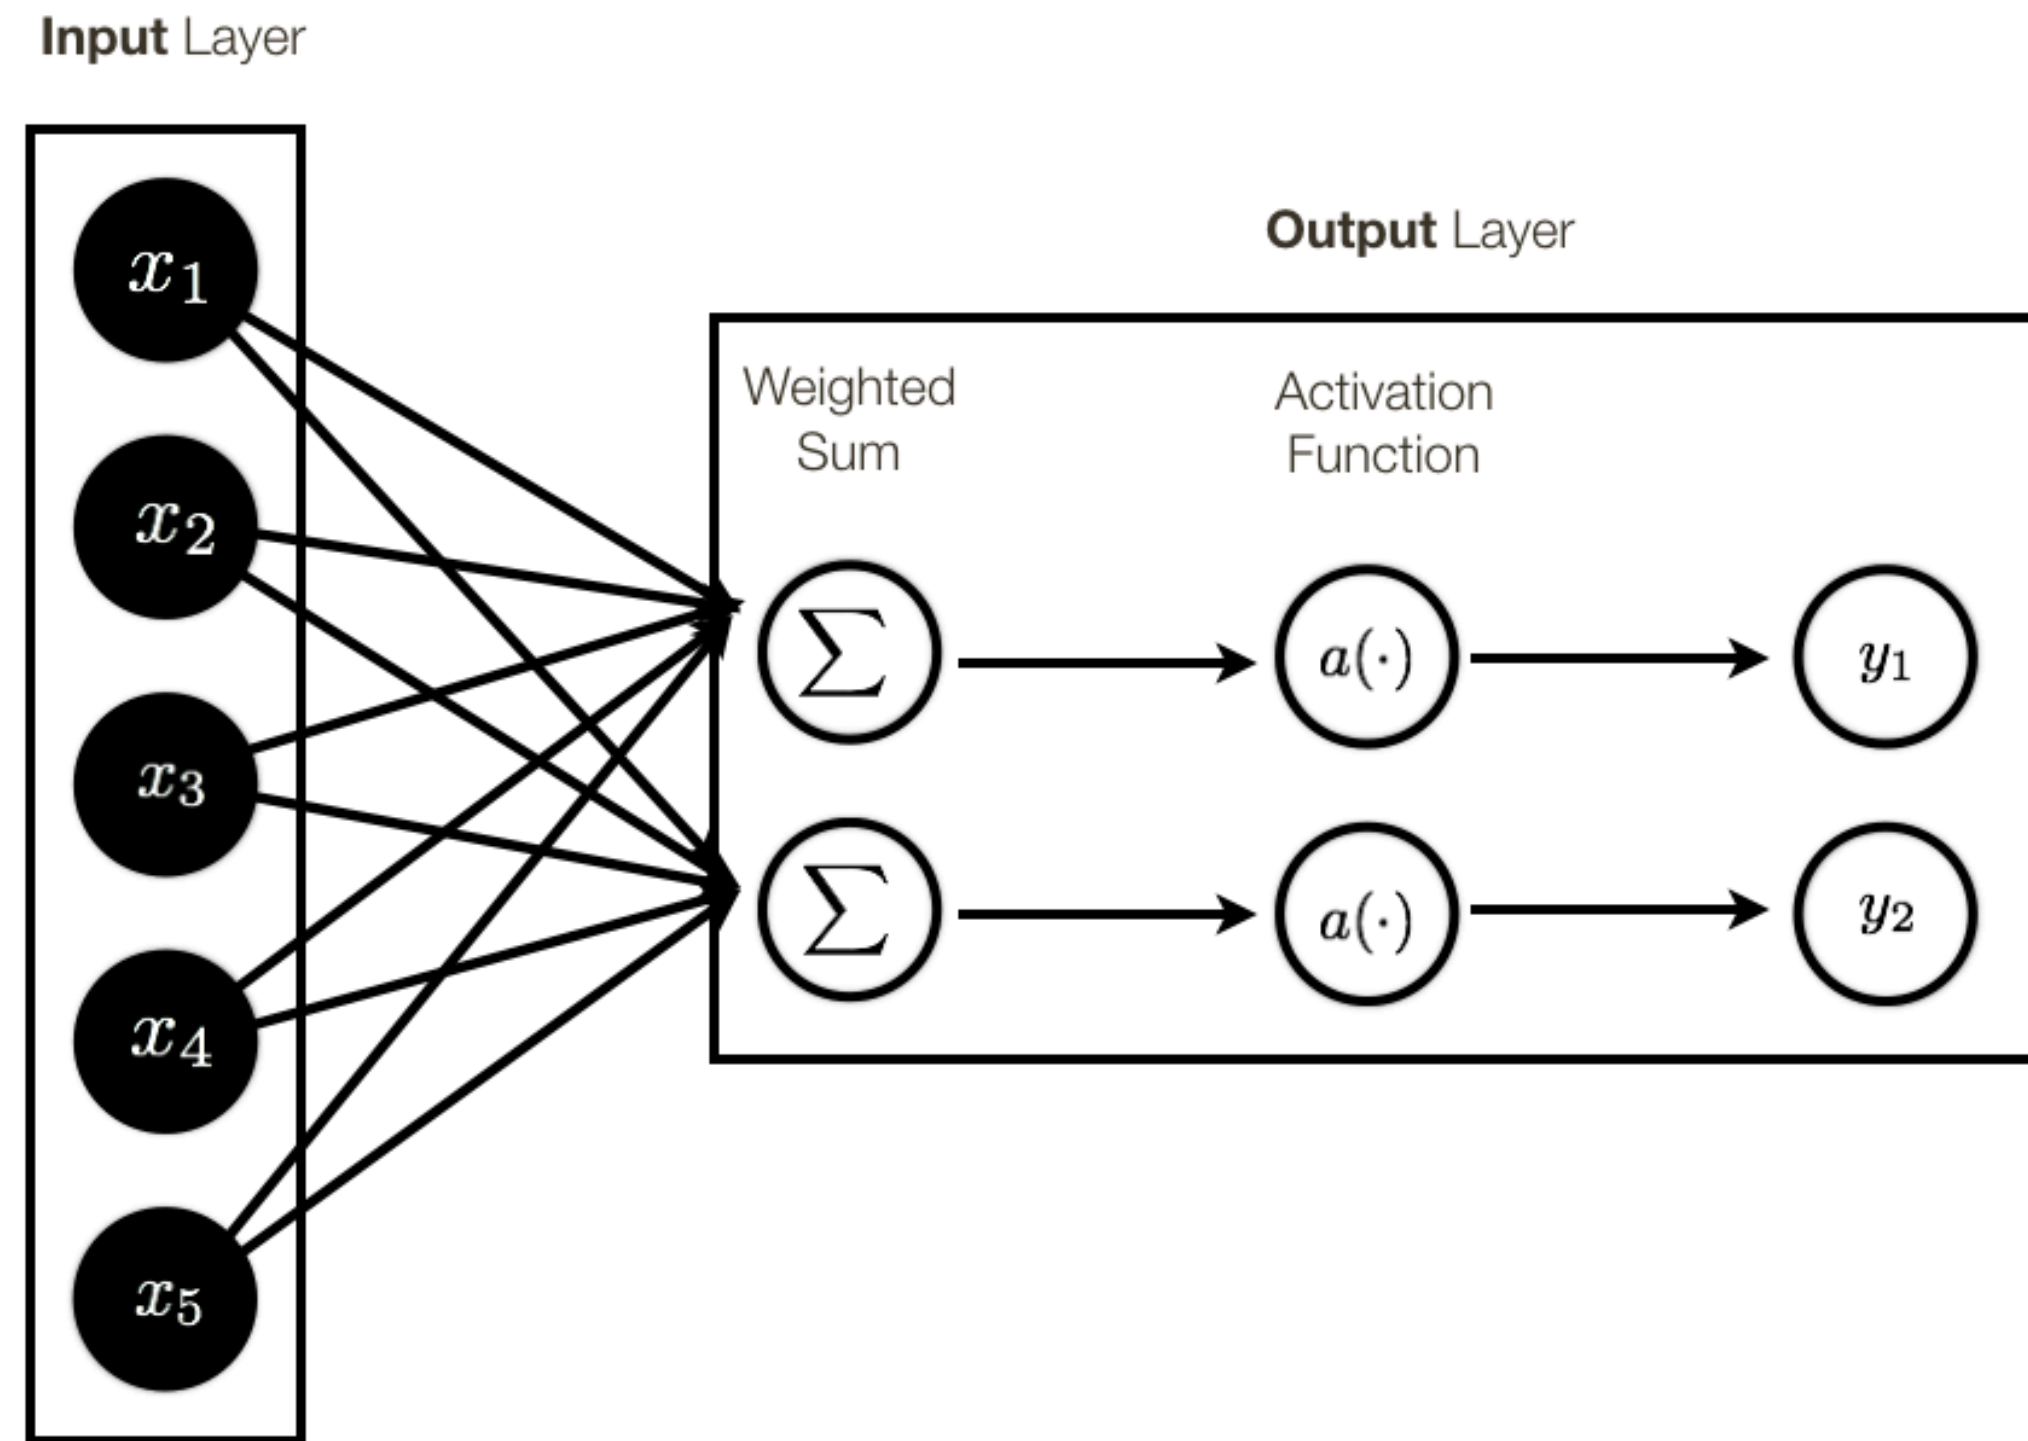 Input Layer
x1
x2
x3
x4
x5
Output Layer
Weighted
Sum
Activation
Function
∑
a(·)
y1
∑
a(·)
y2